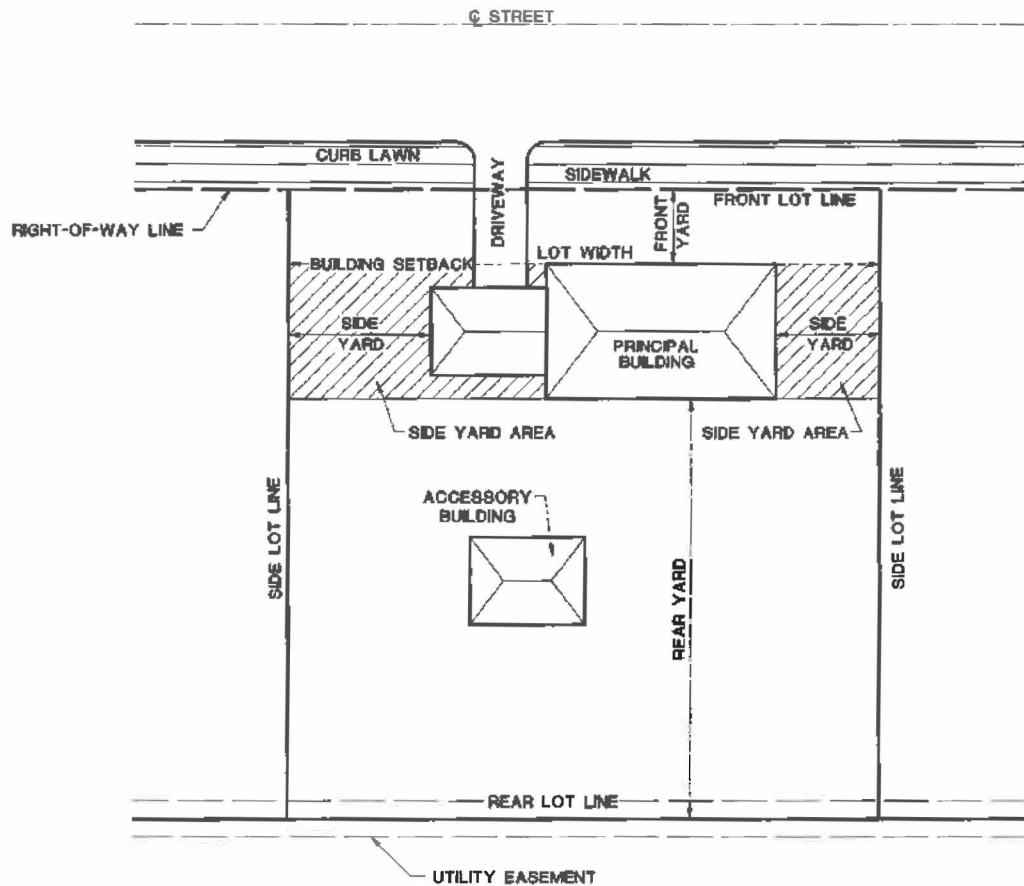 ℄ STREET
CURB LAWN
SIDEWALK
DRIVEWAY
RIGHT-OF-WAY LINE
FRONT LOT LINE
FRONT
YARD
LOT WIDTH
BUILDING SETBACK
SIDE
YARD
PRINCIPAL
BUILDING
SIDE
YARD
SIDE YARD AREA
SIDE YARD AREA
SIDE LOT LINE
ACCESSORY
BUILDING
REAR YARD
SIDE LOT LINE
REAR LOT LINE
UTILITY EASEMENT